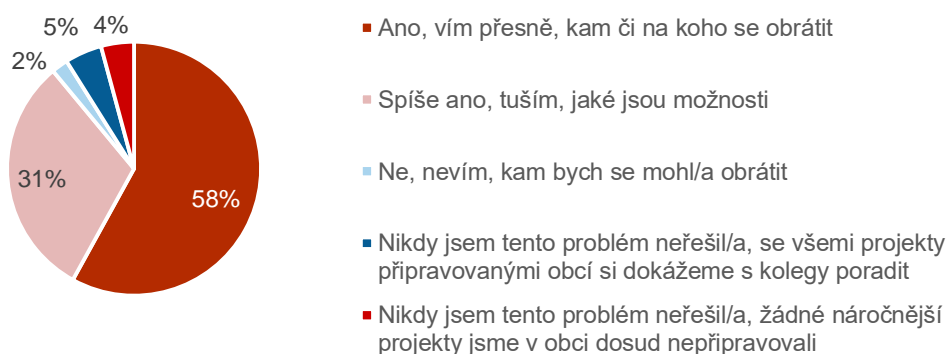 5%
4%
2%
31%
58%
Ano, vím přesně, kam či na koho se obrátit
Spíše ano, tuším, jaké jsou možnosti
Ne, nevím, kam bych se mohl/a obrátit
Nikdy jsem tento problém neřešil/a, se všemi projekty
připravovanými obcí si dokážeme s kolegy poradit
Nikdy jsem tento problém neřešil/a, žádné náročnější
projekty jsme v obci dosud nepřipravovali